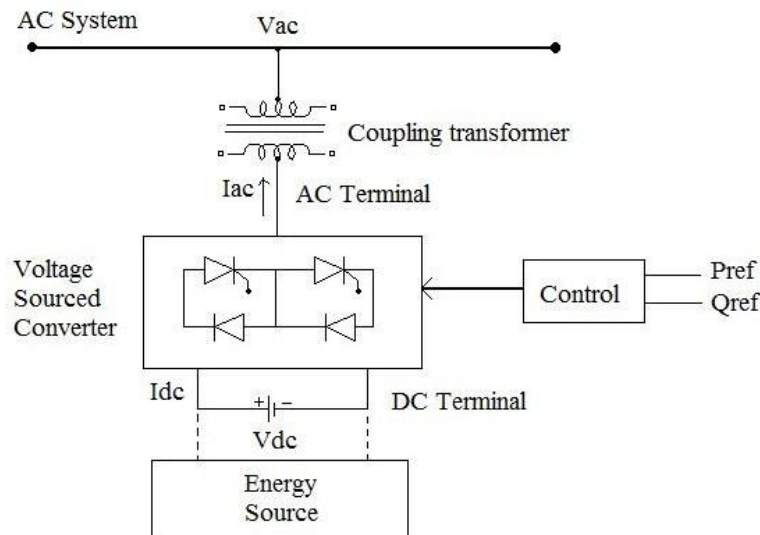 AC System
Vac
Coupling transformer
Iac
AC Terminal
Voltage
Sourced
Converter
Control
Pref
Qref
Idc
+
−
DC Terminal
Vdc
Energy
Source